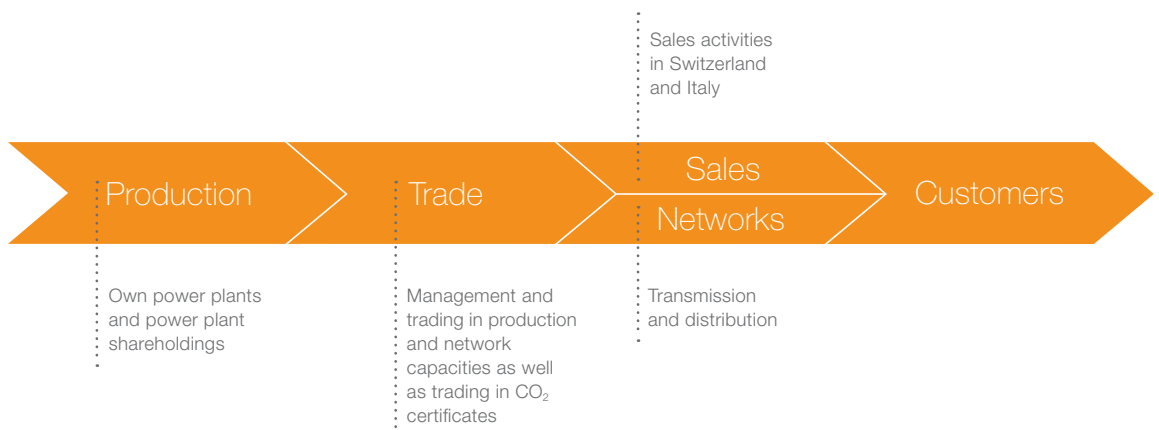 Sales activities
in Switzerland
and Italy
Production
Trade
Sales
Networks
Customers
Own power plants
and power plant
shareholdings
Management and
trading in production
and network
capacities as well
as trading in CO₂
certificates
Transmission
and distribution